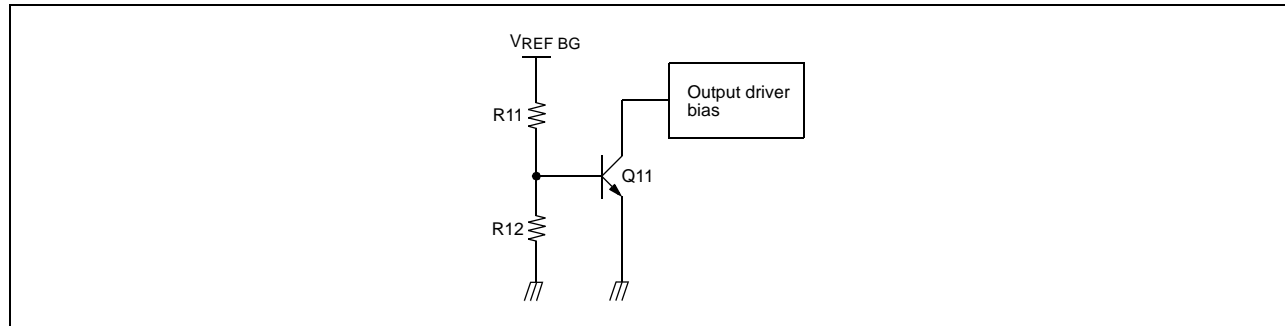 VREF BG
R11
Output driver
bias
Q11
R12